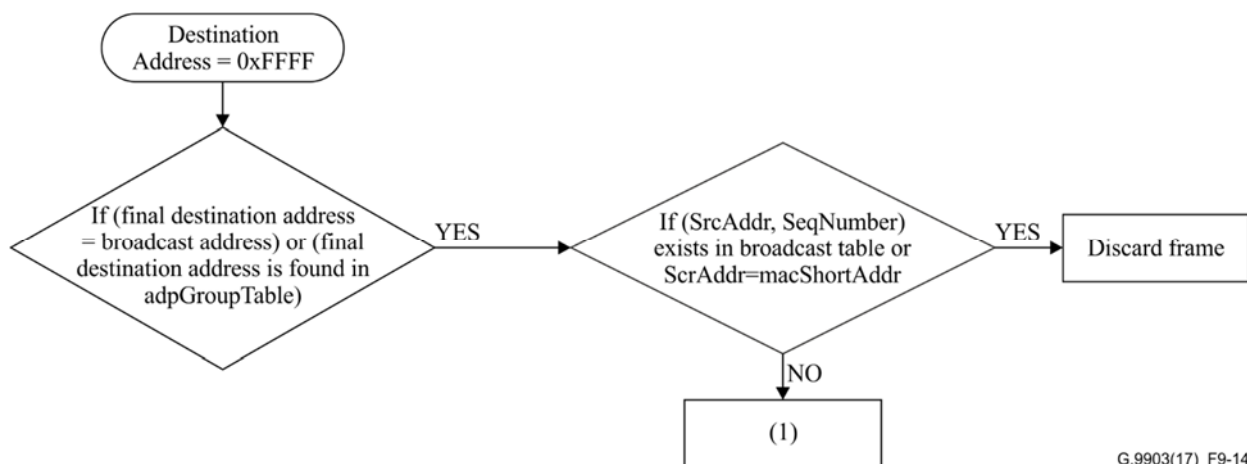 Destination
Address = 0xFFFF
If (final destination address
= broadcast address) or (final
destination address is found in
adpGroupTable)
YES
If (SrcAddr, SeqNumber)
exists in broadcast table or
ScrAddr=macShortAddr
YES
Discard frame
NO
(1)
G.9903(17)_F9-14